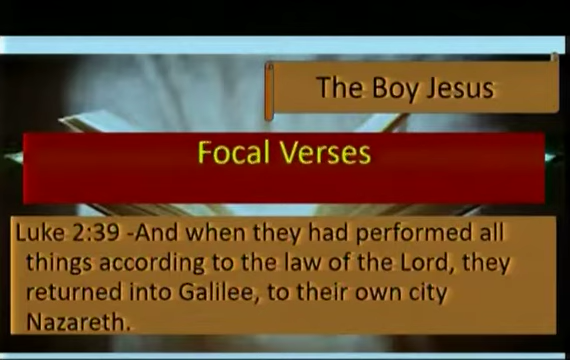 The Boy Jesus
Focal Verses
Luke 2:39 -And when they had performed all
things according to the law of the Lord, they
returned into Galilee, to their own city
Nazareth.